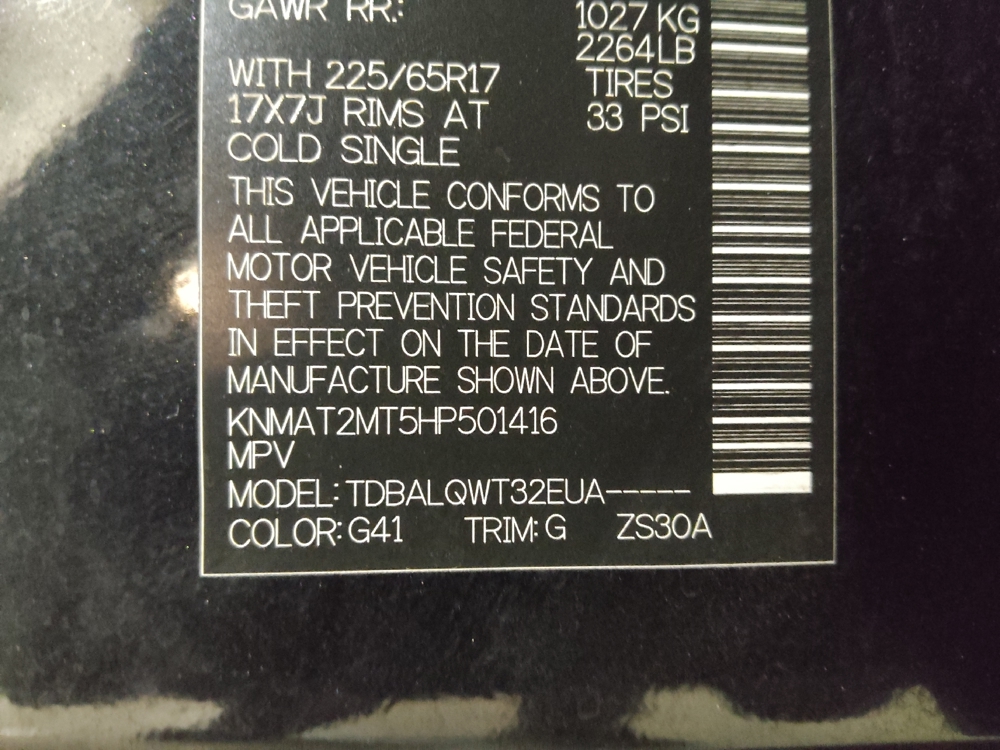 GAWR RR.: 1027 KG
2264LB
WITH 225/65R17 TIRES
17X7J RIMS AT 33 PSI
COLD SINGLE
THIS VEHICLE CONFORMS TO
ALL APPLICABLE FEDERAL
MOTOR VEHICLE SAFETY AND
THEFT PREVENTION STANDARDS
IN EFFECT ON THE DATE OF
MANUFACTURE SHOWN ABOVE.
KNMAT2MT5HP501416
MPV
MODEL: TDBALQWT32EUA-----
COLOR: G41 TRIM: G ZS30A